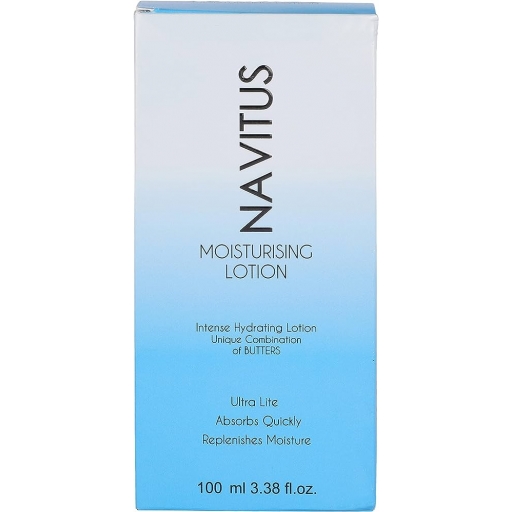 NAVITUS
MOISTURISING
LOTION
Intense Hydrating Lotion
Unique Combination
of BUTTERS
Ultra Lite
Absorbs Quickly
Replenishes Moisture
100 ml 3.38 fl.oz.